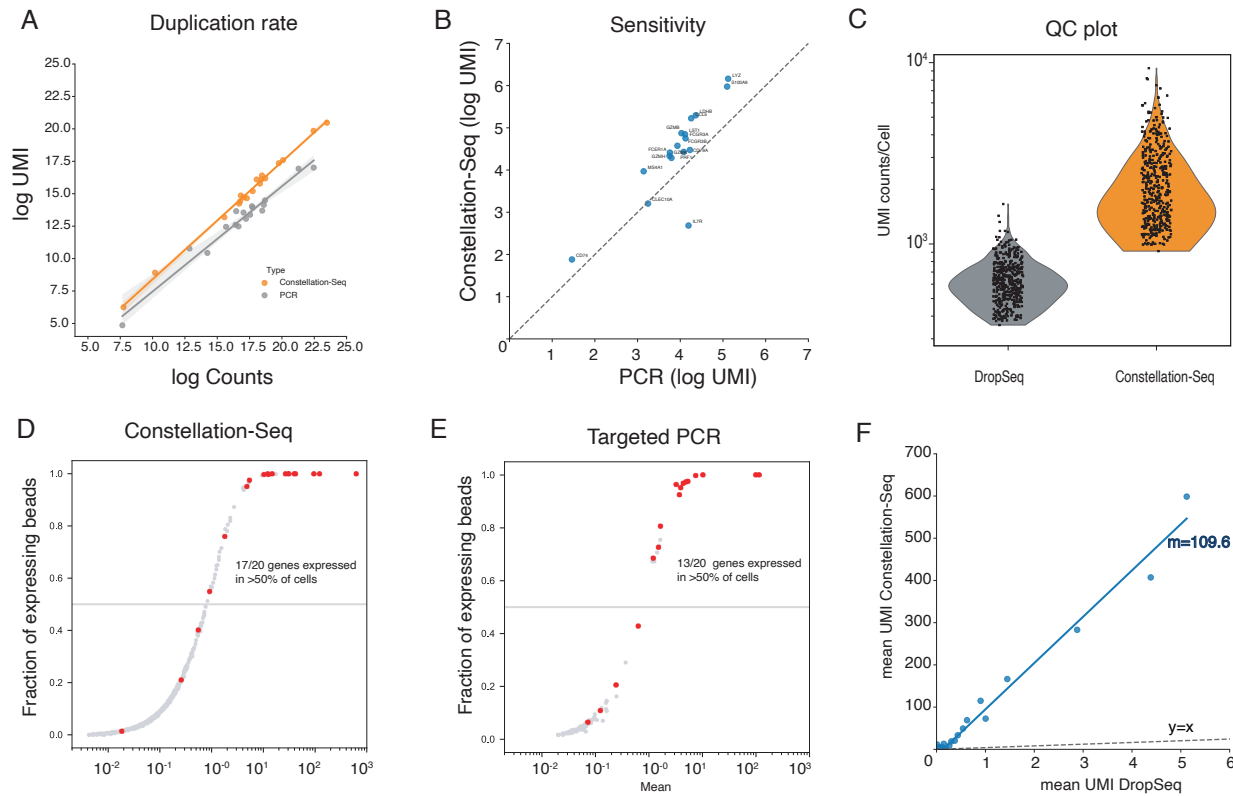 A
Duplication rate
25.0
22.5
20.0
17.5
15.0
12.5
10.0
7.5
5.0
log UMI
Type
Constellation-Seq
PCR
5.0 7.5 10.0 12.5 15.0 17.5 20.0 22.5 25.0
log Counts
B
Sensitivity
7
6
5
4
3
2
1
0
Constellation-Seq (log UMI)
LYZ
S100A8
LDHB
GZMB
LST1
FCGR3A
FCGR3B
FCER1A
GZMH
PRF1
MS4A1
CLEC10A
IL7R
CD74
1 2 3 4 5 6 7
PCR (log UMI)
C
QC plot
10⁴
10³
UMI counts/Cell
DropSeq
Constellation-Seq
D
Constellation-Seq
1.0
0.8
0.6
0.4
0.2
0.0
Fraction of expressing beads
17/20 genes expressed
in >50% of cells
10⁻² 10⁻¹ 10⁻⁰ 10¹ 10² 10³
E
Targeted PCR
1.0
0.8
0.6
0.4
0.2
0.0
Fraction of expressing beads
13/20 genes expressed
in >50% of cells
10⁻² 10⁻¹ 10⁻⁰ 10¹ 10² 10³
Mean
F
700
600
500
400
300
200
100
0
mean UMI Constellation-Seq
m=109.6
y=x
0 1 2 3 4 5 6
mean UMI DropSeq